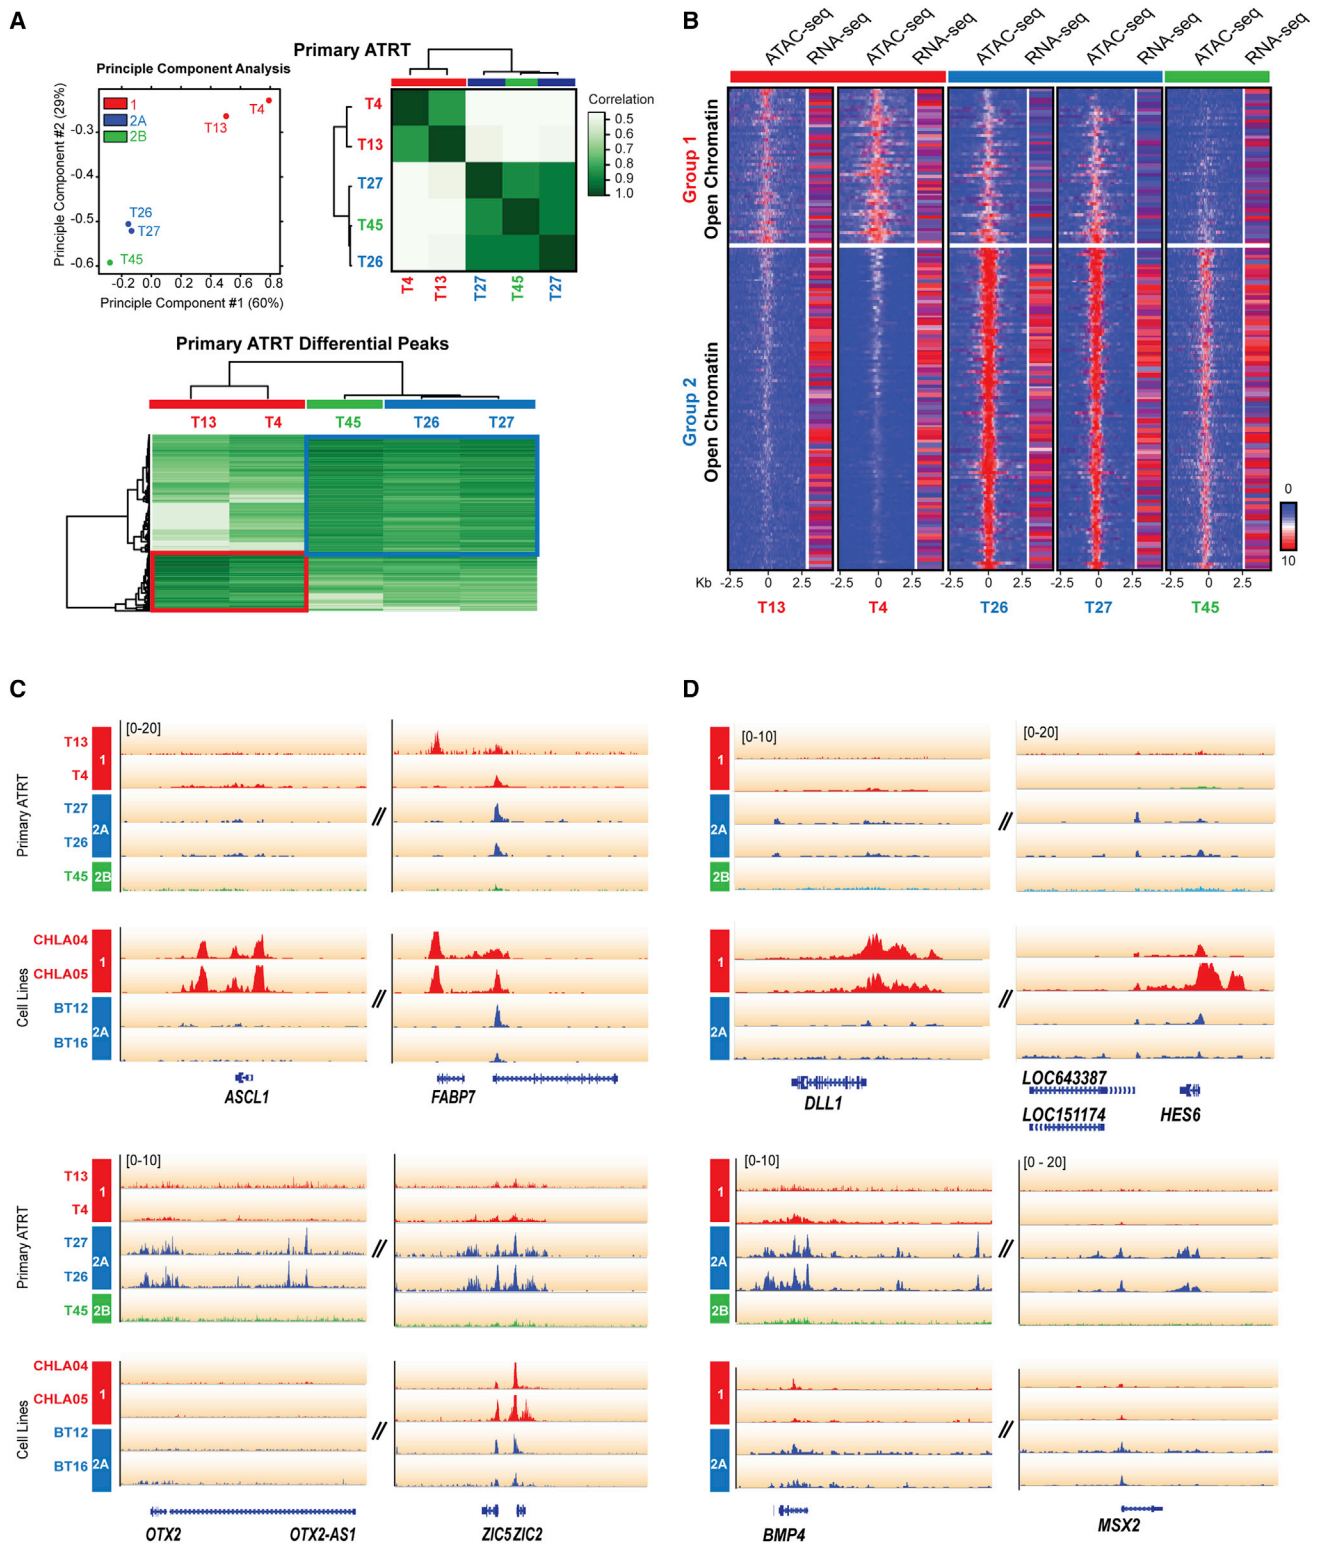 A
Primary ATRT
Principle Component Analysis
Principle Component #2 (29%)
1
2A
2B
T4
T13
T26
T27
T45
-0.3
-0.4
-0.5
-0.6
-0.2 0.0 0.2 0.4 0.6 0.8
Principle Component #1 (60%)
T4
T13
T27
T45
T26
T4 T13 T27 T45 T27
Correlation
0.5
0.6
0.7
0.8
0.9
1.0
Primary ATRT Differential Peaks
T13 T4 T45 T26 T27
B
ATAC-seq RNA-seq ATAC-seq RNA-seq ATAC-seq RNA-seq ATAC-seq RNA-seq ATAC-seq RNA-seq
Group 1
Open Chromatin
Group 2
Open Chromatin
0
10
Kb -2.5 0 2.5 -2.5 0 2.5 -2.5 0 2.5 -2.5 0 2.5 -2.5 0 2.5
T13 T4 T26 T27 T45
C
Primary ATRT
T13
T4
T27
T26
T45
1
2A
2B
[0-20]
//
Cell Lines
CHLA04
CHLA05
BT12
BT16
1
2A
//
ASCL1 FABP7
Primary ATRT
T13
T4
T27
T26
T45
1
2A
2B
[0-10]
//
Cell Lines
CHLA04
CHLA05
BT12
BT16
1
2A
//
OTX2 OTX2-AS1 ZIC5 ZIC2
D
1
2A
2B
[0-10] [0-20]
//
1
2A
//
DLL1 LOC643387
LOC151174 HES6
1
2A
2B
[0-10] [0 - 20]
//
1
2A
//
BMP4 MSX2